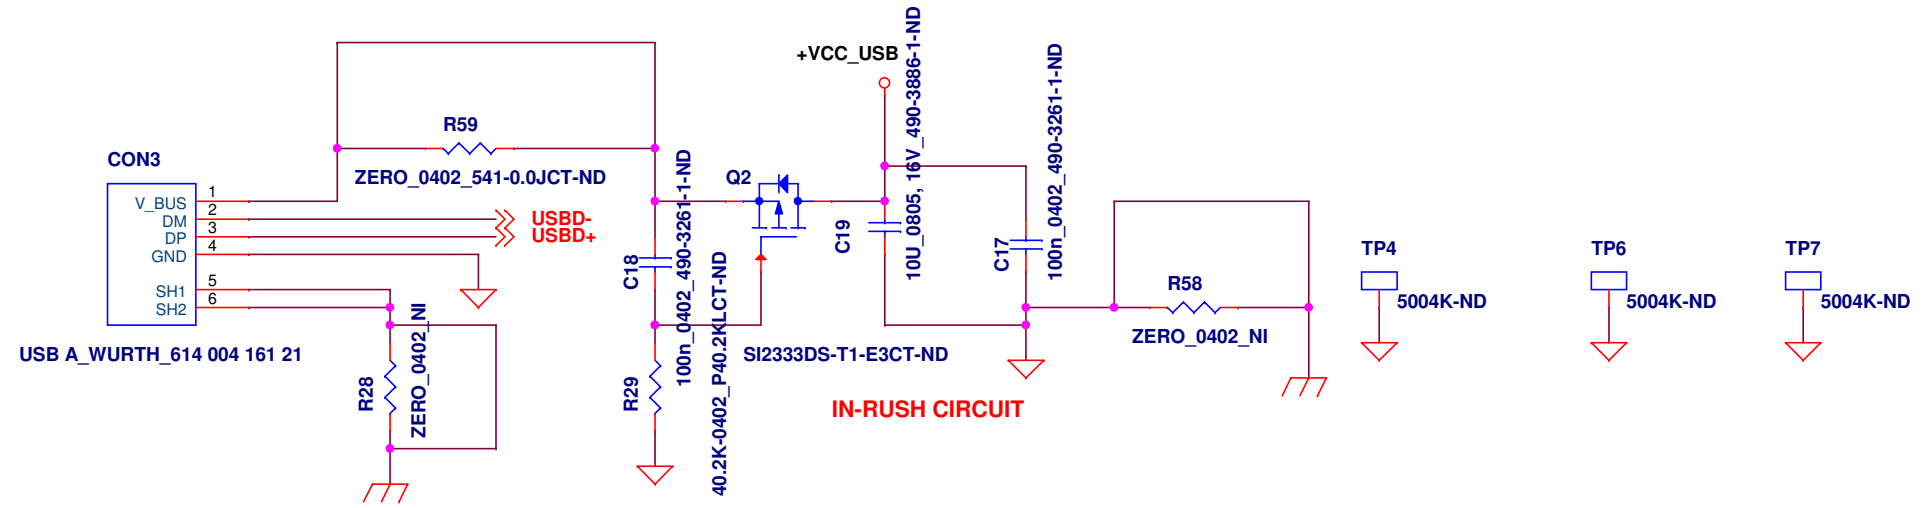 +VCC_USB
10U_0805, 16V_490-3886-1-ND
100n_0402_490-3261-1-ND
R59
ZERO_0402_541-0.0JCT-ND
CON3
V_BUS 1
DM 2
DP 3
GND 4
SH1 5
SH2 6
USB A_WURTH_614 004 161 21
USBD-
USBD+
R28
ZERO_0402_NI
C18
100n_0402_490-3261-1-ND
R29
40.2K-0402_P40.2KLCT-ND
Q2
SI2333DS-T1-E3CT-ND
C19
C17
IN-RUSH CIRCUIT
R58
ZERO_0402_NI
TP4
5004K-ND
TP6
5004K-ND
TP7
5004K-ND